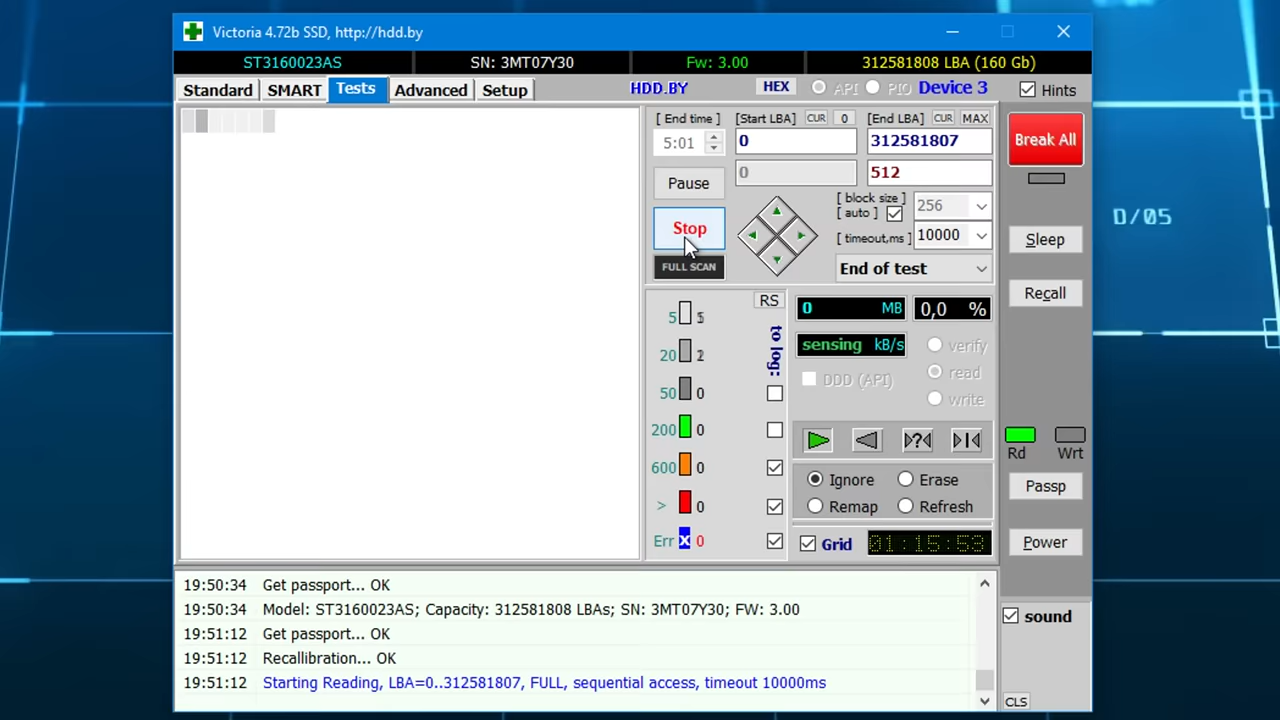 Victoria 4.72b SSD, http://hdd.by
ST3160023AS SN: 3MT07Y30 Fw: 3.00 312581808 LBA (160 Gb)
Standard SMART Tests Advanced Setup HDD.BY HEX API PIO Device 3 Hints
[ End time ] [Start LBA] CUR 0 [End LBA] CUR MAX
5:01 0 312581807
0 512
Break All
Pause
[ block size ] 256
[ auto ]
Stop
[ timeout,ms ] 10000
FULL SCAN
End of test
Sleep
Recall
RS
to log:
5
20 2
50 0
200 0
600 0
> 0
Err x 0
0 MB 0,0 %
sensing kB/s verify
DDD (API) read
write
?
Ignore Erase
Remap Refresh
Grid 01:15:53
Rd Wrt
Passp
Power
sound
CLS
19:50:34 Get passport... OK
19:50:34 Model: ST3160023AS; Capacity: 312581808 LBAs; SN: 3MT07Y30; FW: 3.00
19:51:12 Get passport... OK
19:51:12 Recallibration... OK
19:51:12 Starting Reading, LBA=0..312581807, FULL, sequential access, timeout 10000ms
D/05